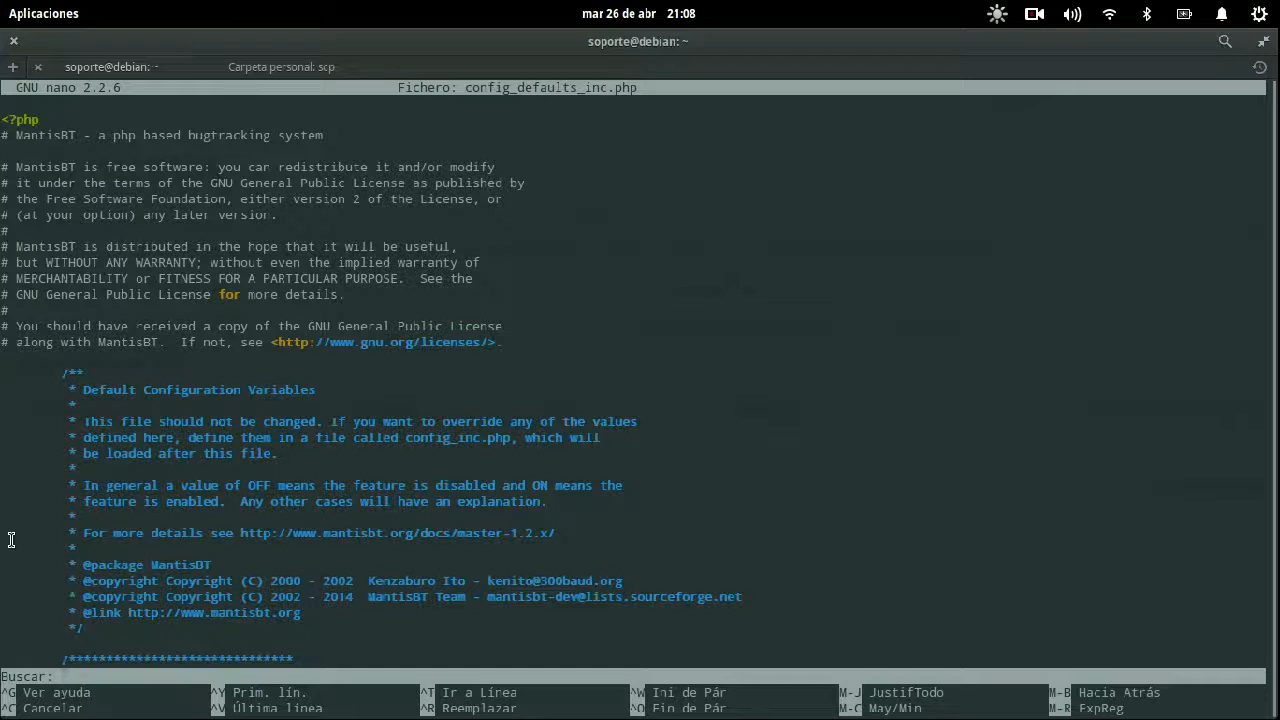 Aplicaciones mar 26 de abr 21:08
soporte@debian: ~
soporte@debian: ~ Carpeta personal: scp
GNU nano 2.2.6 Fichero: config_defaults_inc.php
<?php
# MantisBT - a php based bugtracking system
# MantisBT is free software: you can redistribute it and/or modify
# it under the terms of the GNU General Public License as published by
# the Free Software Foundation, either version 2 of the License, or
# (at your option) any later version.
#
# MantisBT is distributed in the hope that it will be useful,
# but WITHOUT ANY WARRANTY; without even the implied warranty of
# MERCHANTABILITY or FITNESS FOR A PARTICULAR PURPOSE.  See the
# GNU General Public License for more details.
#
# You should have received a copy of the GNU General Public License
# along with MantisBT.  If not, see <http://www.gnu.org/licenses/>.
/**
* Default Configuration Variables
*
* This file should not be changed. If you want to override any of the values
* defined here, define them in a file called config_inc.php, which will
* be loaded after this file.
*
* In general a value of OFF means the feature is disabled and ON means the
* feature is enabled.  Any other cases will have an explanation.
*
* For more details see http://www.mantisbt.org/docs/master-1.2.x/
*
* @package MantisBT
* @copyright Copyright (C) 2000 - 2002  Kenzaburo Ito - kenito@300baud.org
* @copyright Copyright (C) 2002 - 2014  MantisBT Team - mantisbt-dev@lists.sourceforge.net
* @link http://www.mantisbt.org
*/
/******************************
Buscar:
^G Ver ayuda ^Y Prim. lín. ^T Ir a Línea ^W Ini de Pár M-J JustifTodo M-B Hacia Atrás
^C Cancelar ^V Última línea ^R Reemplazar ^O Fin de Pár M-C May/Min M-R ExpReg